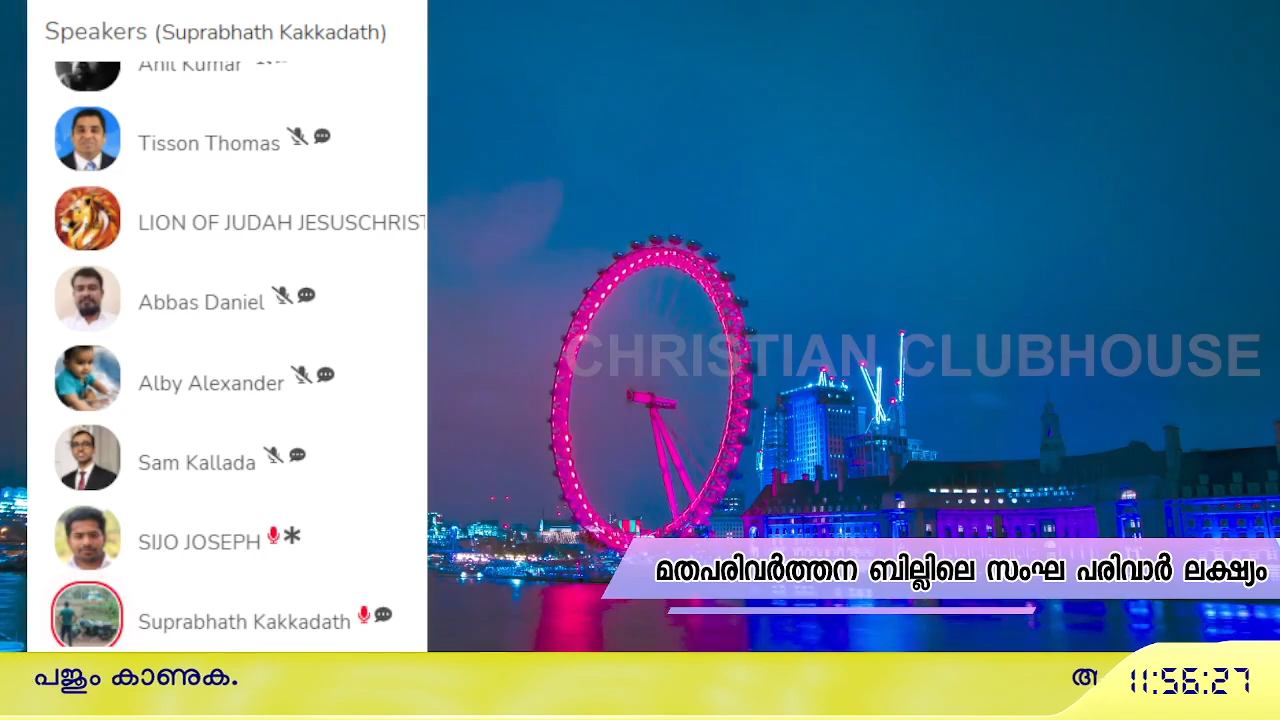 Speakers (Suprabhath Kakkadath)
Anil Kumar
Tisson Thomas
LION OF JUDAH JESUSCHRIST
Abbas Daniel
Alby Alexander
Sam Kallada
SIJO JOSEPH
Suprabhath Kakkadath
CHRISTIAN CLUBHOUSE
മതപരിവർത്തന ബില്ലിലെ സംഘ പരിവാർ ലക്ഷ്യം
പജും കാണുക.
11:56:27